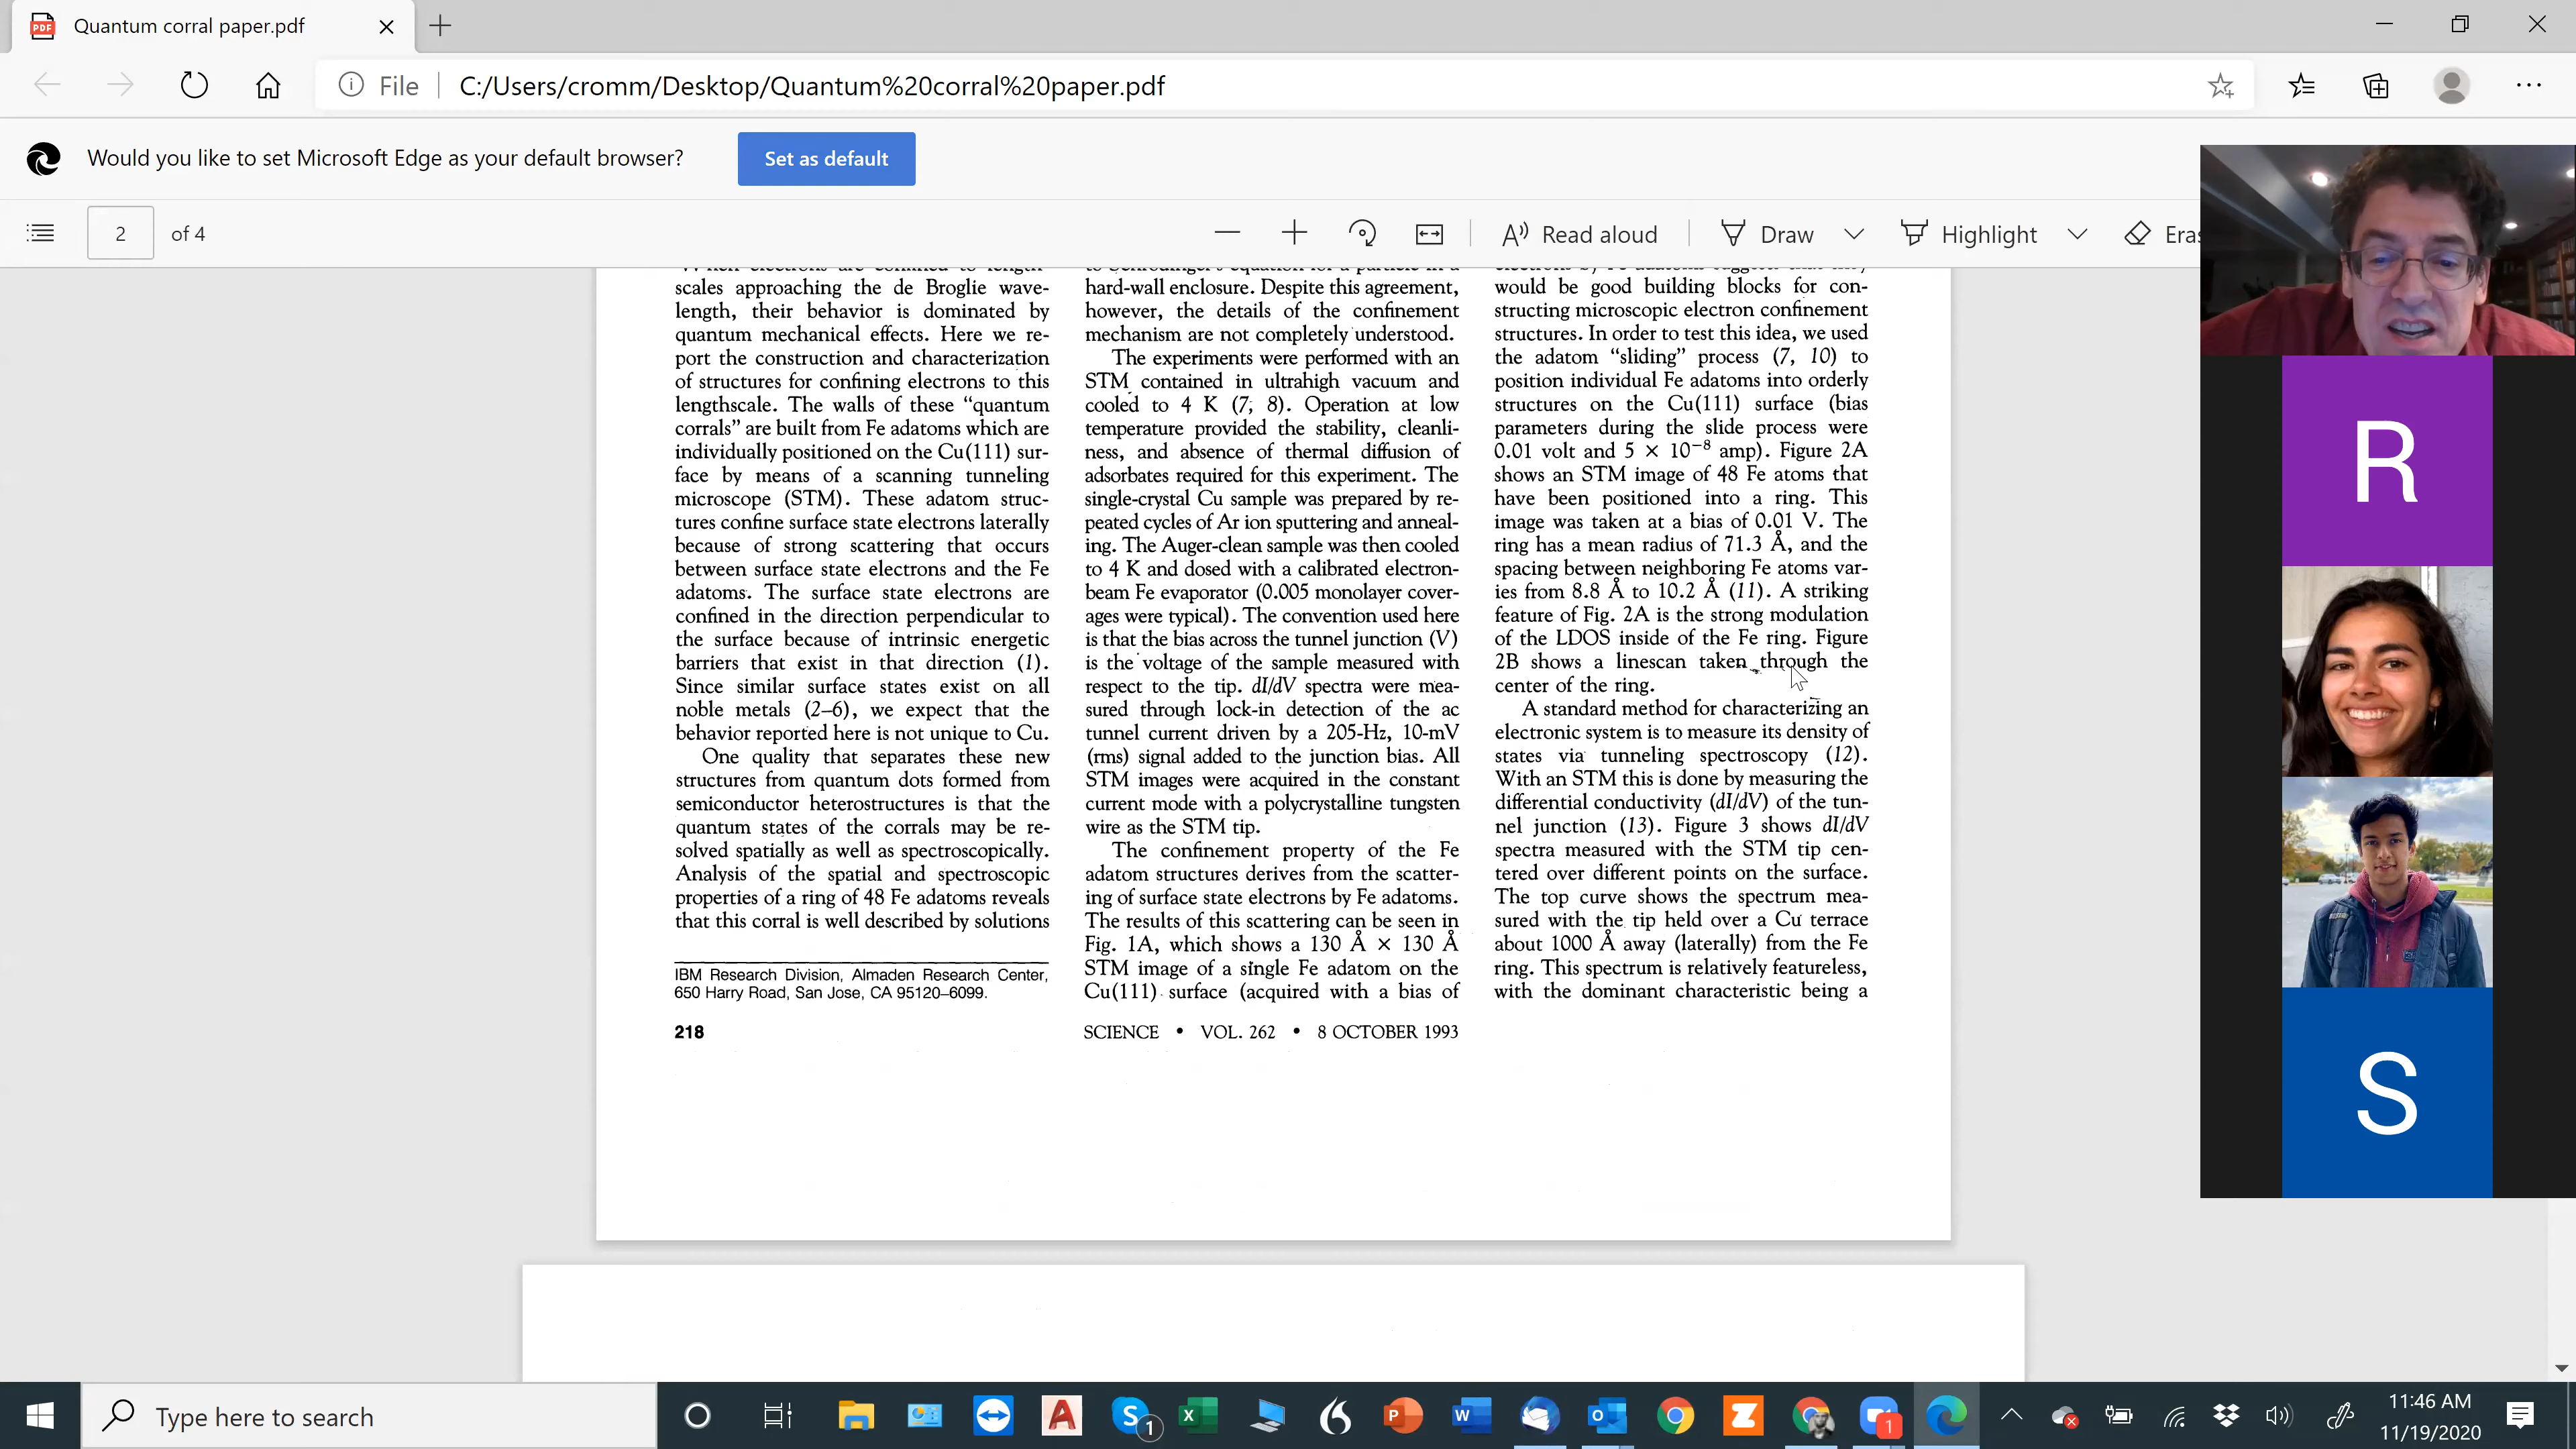 Quantum corral paper.pdf
File
C:/Users/cromm/Desktop/Quantum%20corral%20paper.pdf
Would you like to set Microsoft Edge as your default browser?
Set as default
2
of 4
Read aloud
Draw
Highlight
Eras
scales approaching the de Broglie wave-
length, their behavior is dominated by
quantum mechanical effects. Here we re-
port the construction and characterization
of structures for confining electrons to this
lengthscale. The walls of these “quantum
corrals” are built from Fe adatoms which are
individually positioned on the Cu(111) sur-
face by means of a scanning tunneling
microscope (STM). These adatom struc-
tures confine surface state electrons laterally
because of strong scattering that occurs
between surface state electrons and the Fe
adatoms. The surface state electrons are
confined in the direction perpendicular to
the surface because of intrinsic energetic
barriers that exist in that direction (1).
Since similar surface states exist on all
noble metals (2–6), we expect that the
behavior reported here is not unique to Cu.
One quality that separates these new
structures from quantum dots formed from
semiconductor heterostructures is that the
quantum states of the corrals may be re-
solved spatially as well as spectroscopically.
Analysis of the spatial and spectroscopic
properties of a ring of 48 Fe adatoms reveals
that this corral is well described by solutions
IBM Research Division, Almaden Research Center,
650 Harry Road, San Jose, CA 95120–6099.
218
to Schrödinger's equation for a particle in a
hard-wall enclosure. Despite this agreement,
however, the details of the confinement
mechanism are not completely understood.
The experiments were performed with an
STM contained in ultrahigh vacuum and
cooled to 4 K (7, 8). Operation at low
temperature provided the stability, cleanli-
ness, and absence of thermal diffusion of
adsorbates required for this experiment. The
single-crystal Cu sample was prepared by re-
peated cycles of Ar ion sputtering and anneal-
ing. The Auger-clean sample was then cooled
to 4 K and dosed with a calibrated electron-
beam Fe evaporator (0.005 monolayer cover-
ages were typical). The convention used here
is that the bias across the tunnel junction (V)
is the voltage of the sample measured with
respect to the tip. dI/dV spectra were mea-
sured through lock-in detection of the ac
tunnel current driven by a 205-Hz, 10-mV
(rms) signal added to the junction bias. All
STM images were acquired in the constant
current mode with a polycrystalline tungsten
wire as the STM tip.
The confinement property of the Fe
adatom structures derives from the scatter-
ing of surface state electrons by Fe adatoms.
The results of this scattering can be seen in
Fig. 1A, which shows a 130 Å × 130 Å
STM image of a single Fe adatom on the
Cu(111) surface (acquired with a bias of
SCIENCE • VOL. 262 • 8 OCTOBER 1993
would be good building blocks for con-
structing microscopic electron confinement
structures. In order to test this idea, we used
the adatom “sliding” process (7, 10) to
position individual Fe adatoms into orderly
structures on the Cu(111) surface (bias
parameters during the slide process were
0.01 volt and 5 × 10−8 amp). Figure 2A
shows an STM image of 48 Fe atoms that
have been positioned into a ring. This
image was taken at a bias of 0.01 V. The
ring has a mean radius of 71.3 Å, and the
spacing between neighboring Fe atoms var-
ies from 8.8 Å to 10.2 Å (11). A striking
feature of Fig. 2A is the strong modulation
of the LDOS inside of the Fe ring. Figure
2B shows a linescan taken through the
center of the ring.
A standard method for characterizing an
electronic system is to measure its density of
states via tunneling spectroscopy (12).
With an STM this is done by measuring the
differential conductivity (dI/dV) of the tun-
nel junction (13). Figure 3 shows dI/dV
spectra measured with the STM tip cen-
tered over different points on the surface.
The top curve shows the spectrum mea-
sured with the tip held over a Cu terrace
about 1000 Å away (laterally) from the Fe
ring. This spectrum is relatively featureless,
with the dominant characteristic being a
R
S
Type here to search
11:46 AM
11/19/2020